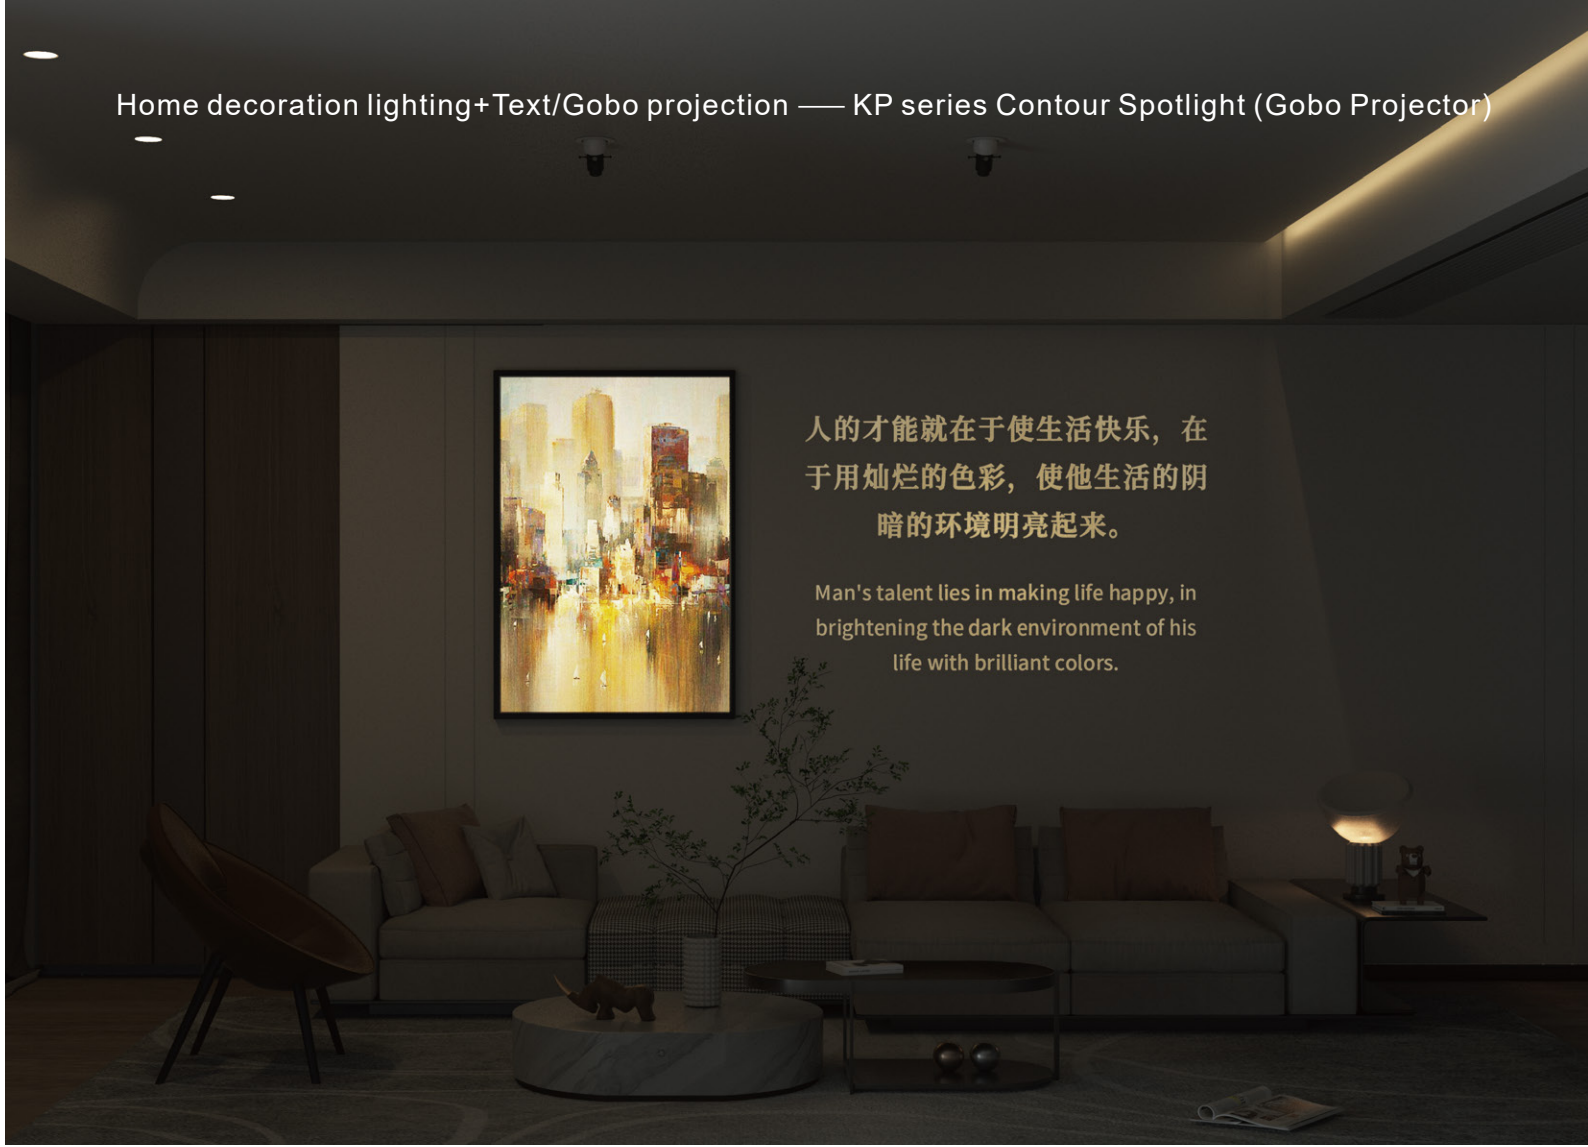 Home decoration lighting+Text/Gobo projection —— KP series Contour Spotlight (Gobo Projector)
人的才能就在于使生活快乐，在
于用灿烂的色彩，使他生活的阴
暗的环境明亮起来。
Man's talent lies in making life happy, in
brightening the dark environment of his
life with brilliant colors.